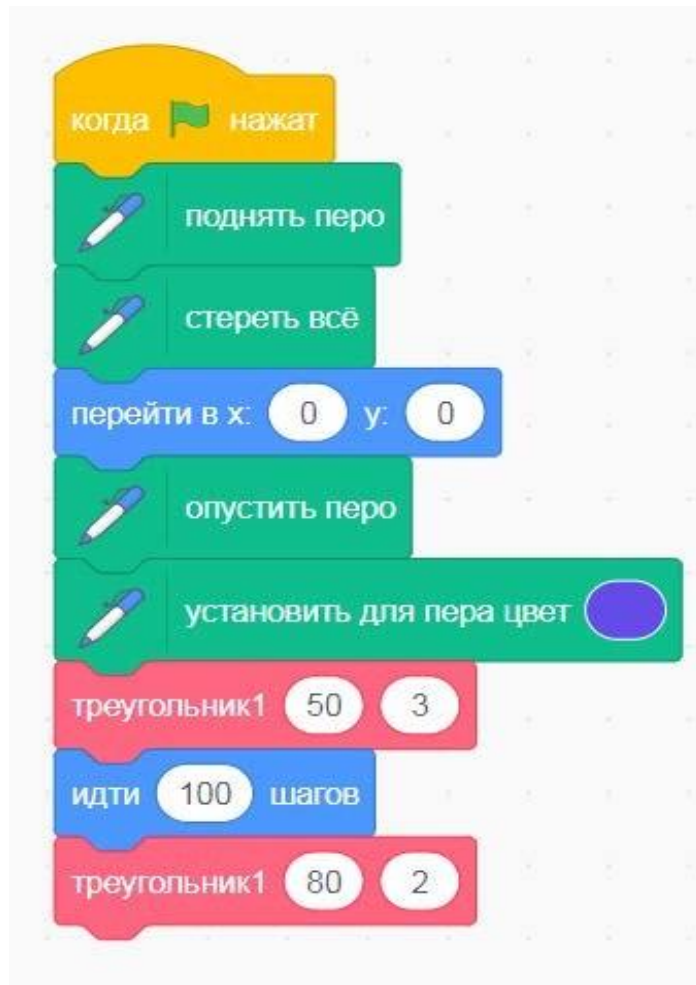 когда нажат
поднять перо
стереть всё
перейти в x: 0 y: 0
опустить перо
установить для пера цвет
треугольник1 50 3
идти 100 шагов
треугольник1 80 2